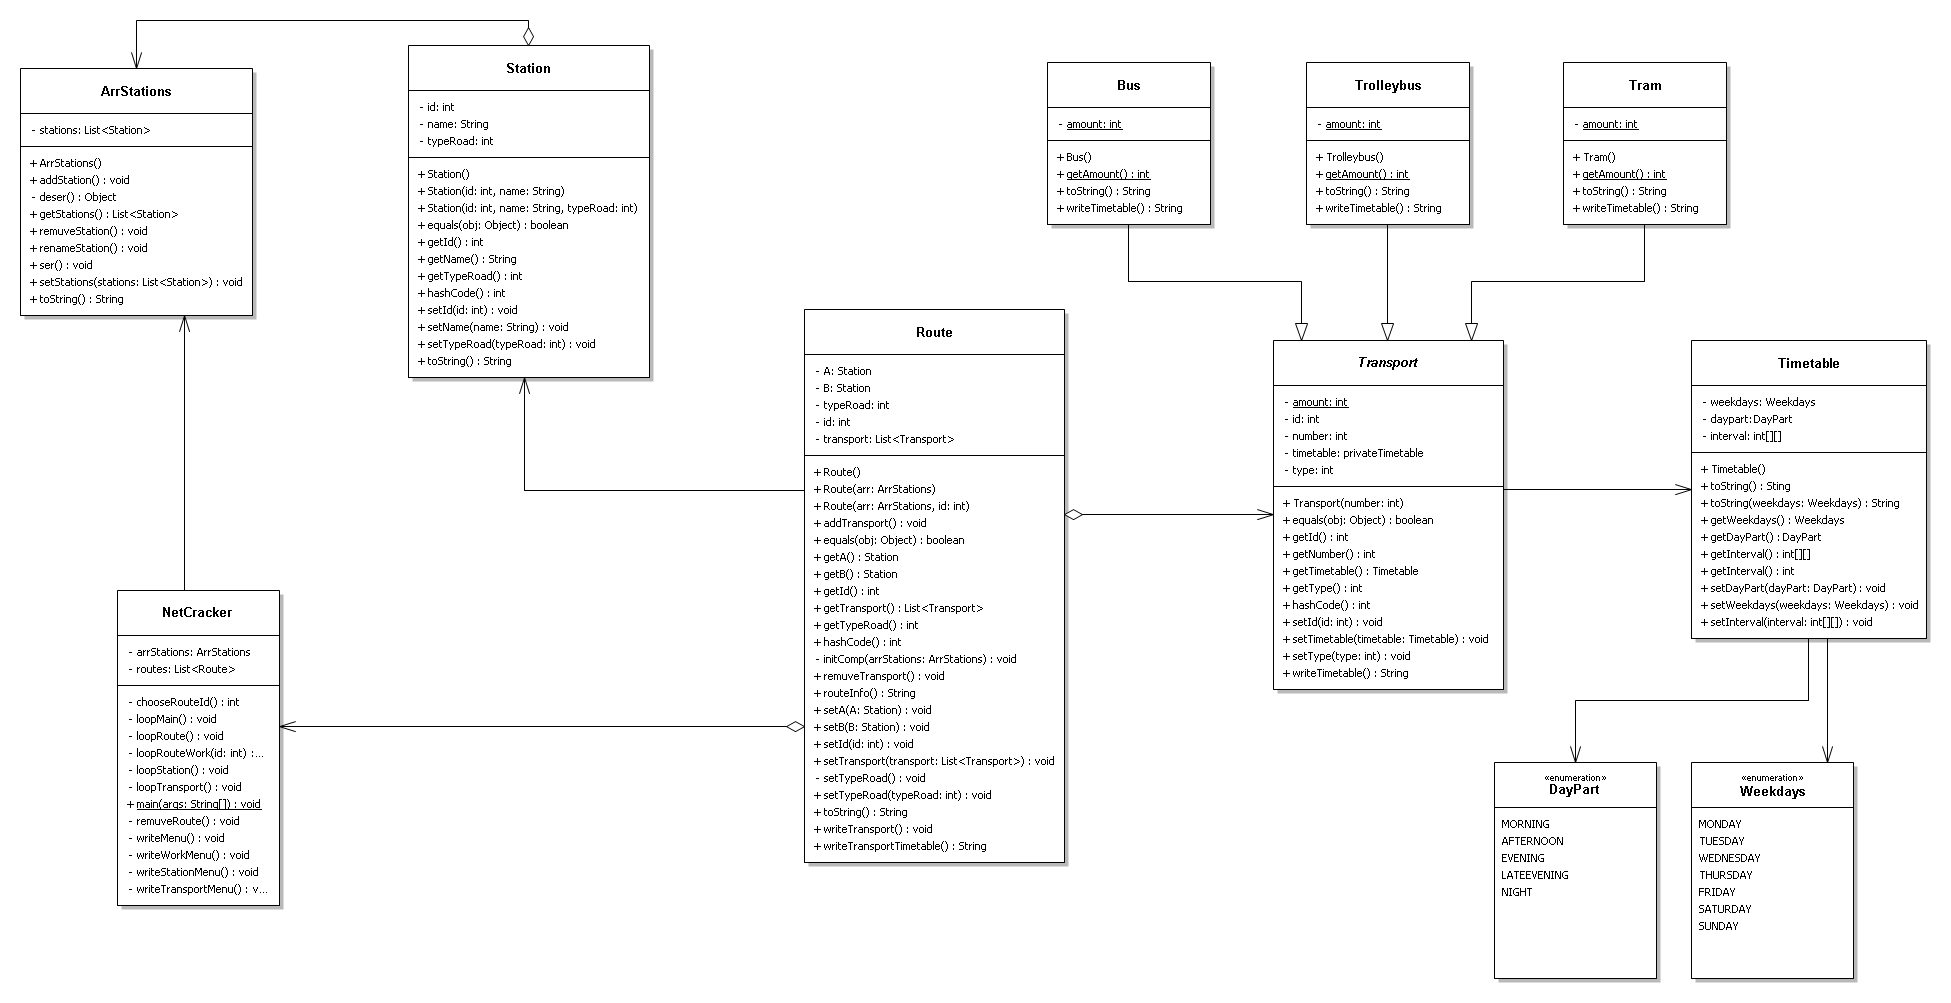 ArrStations
- stations: List<Station>
+ ArrStations()
+ addStation() : void
- deser() : Object
+ getStations() : List<Station>
+ remuveStation() : void
+ renameStation() : void
+ ser() : void
+ setStations(stations: List<Station>) : void
+ toString() : String
Station
- id: int
- name: String
- typeRoad: int
+ Station()
+ Station(id: int, name: String)
+ Station(id: int, name: String, typeRoad: int)
+ equals(obj: Object) : boolean
+ getId() : int
+ getName() : String
+ getTypeRoad() : int
+ hashCode() : int
+ setId(id: int) : void
+ setName(name: String) : void
+ setTypeRoad(typeRoad: int) : void
+ toString() : String
Bus
- amount: int
+ Bus()
+ getAmount() : int
+ toString() : String
+ writeTimetable() : String
Trolleybus
- amount: int
+ Trolleybus()
+ getAmount() : int
+ toString() : String
+ writeTimetable() : String
Tram
- amount: int
+ Tram()
+ getAmount() : int
+ toString() : String
+ writeTimetable() : String
Route
- A: Station
- B: Station
- typeRoad: int
- id: int
- transport: List<Transport>
+ Route()
+ Route(arr: ArrStations)
+ Route(arr: ArrStations, id: int)
+ addTransport() : void
+ equals(obj: Object) : boolean
+ getA() : Station
+ getB() : Station
+ getId() : int
+ getTransport() : List<Transport>
+ getTypeRoad() : int
+ hashCode() : int
- initComp(arrStations: ArrStations) : void
+ remuveTransport() : void
+ routeInfo() : String
+ setA(A: Station) : void
+ setB(B: Station) : void
+ setId(id: int) : void
+ setTransport(transport: List<Transport>) : void
- setTypeRoad() : void
+ setTypeRoad(typeRoad: int) : void
+ toString() : String
+ writeTransport() : void
+ writeTransportTimetable() : String
Transport
- amount: int
- id: int
- number: int
- timetable: privateTimetable
- type: int
+ Transport(number: int)
+ equals(obj: Object) : boolean
+ getId() : int
+ getNumber() : int
+ getTimetable() : Timetable
+ getType() : int
+ hashCode() : int
+ setId(id: int) : void
+ setTimetable(timetable: Timetable) : void
+ setType(type: int) : void
+ writeTimetable() : String
Timetable
- weekdays: Weekdays
- daypart:DayPart
- interval: int[][]
+ Timetable()
+ toString() : Sting
+ toString(weekdays: Weekdays) : String
+ getWeekdays() : Weekdays
+ getDayPart() : DayPart
+ getInterval() : int[][]
+ getInterval() : int
+ setDayPart(dayPart: DayPart) : void
+ setWeekdays(weekdays: Weekdays) : void
+ setInterval(interval: int[][]) : void
NetCracker
- arrStations: ArrStations
- routes: List<Route>
- chooseRouteId() : int
- loopMain() : void
- loopRoute() : void
- loopRouteWork(id: int) :...
- loopStation() : void
- loopTransport() : void
+ main(args: String[]) : void
- remuveRoute() : void
- writeMenu() : void
- writeWorkMenu() : void
- writeStationMenu() : void
- writeTransportMenu() : v...
«enumeration»
DayPart
MORNING
AFTERNOON
EVENING
LATEEVENING
NIGHT
«enumeration»
Weekdays
MONDAY
TUESDAY
WEDNESDAY
THURSDAY
FRIDAY
SATURDAY
SUNDAY